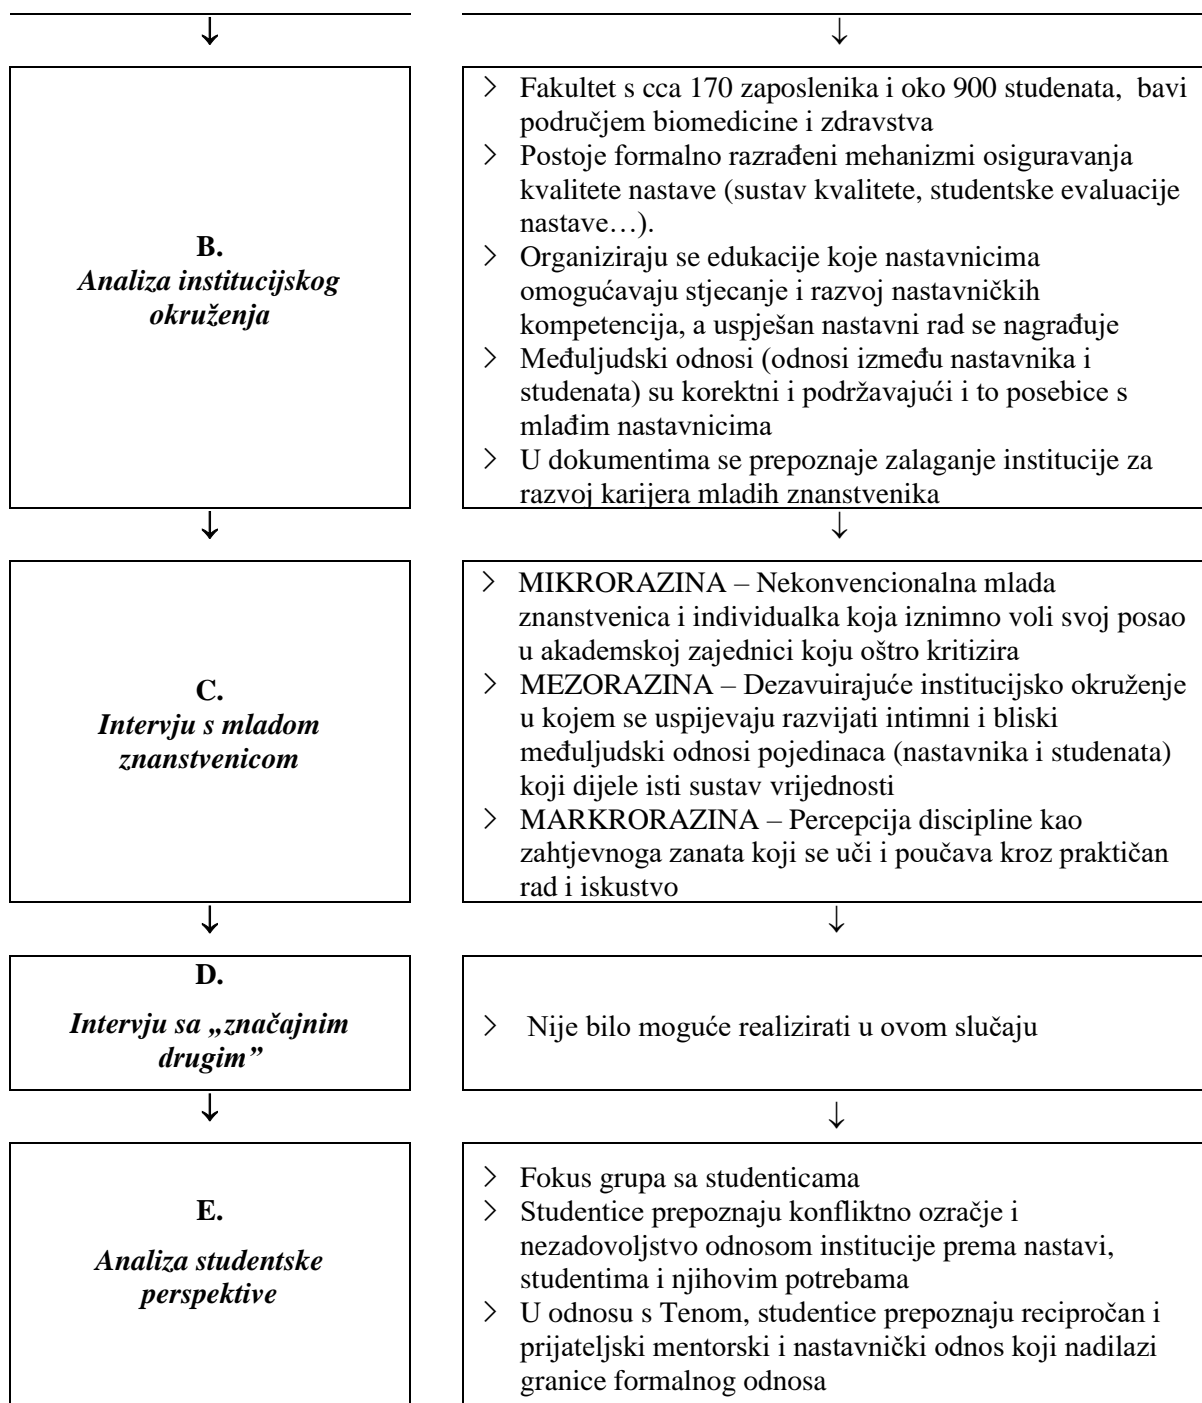 ↓
↓
B.
Analiza institucijskog
okruženja
> Fakultet s cca 170 zaposlenika i oko 900 studenata, bavi
područjem biomedicine i zdravstva
> Postoje formalno razrađeni mehanizmi osiguravanja
kvalitete nastave (sustav kvalitete, studentske evaluacije
nastave…).
> Organiziraju se edukacije koje nastavnicima
omogućavaju stjecanje i razvoj nastavničkih
kompetencija, a uspješan nastavni rad se nagrađuje
> Međuljudski odnosi (odnosi između nastavnika i
studenata) su korektni i podržavajući i to posebice s
mlađim nastavnicima
> U dokumentima se prepoznaje zalaganje institucije za
razvoj karijera mladih znanstvenika
↓
↓
C.
Intervju s mladom
znanstvenicom
> MIKRORAZINA – Nekonvencionalna mlada
znanstvenica i individualka koja iznimno voli svoj posao
u akademskoj zajednici koju oštro kritizira
> MEZORAZINA – Dezavuirajuće institucijsko okruženje
u kojem se uspijevaju razvijati intimni i bliski
međuljudski odnosi pojedinaca (nastavnika i studenata)
koji dijele isti sustav vrijednosti
> MARKRORAZINA – Percepcija discipline kao
zahtjevnoga zanata koji se uči i poučava kroz praktičan
rad i iskustvo
↓
↓
D.
Intervju sa „značajnim
drugim”
> Nije bilo moguće realizirati u ovom slučaju
↓
↓
E.
Analiza studentske
perspektive
> Fokus grupa sa studenticama
> Studentice prepoznaju konfliktno ozračje i
nezadovoljstvo odnosom institucije prema nastavi,
studentima i njihovim potrebama
> U odnosu s Tenom, studentice prepoznaju recipročan i
prijateljski mentorski i nastavnički odnos koji nadilazi
granice formalnog odnosa